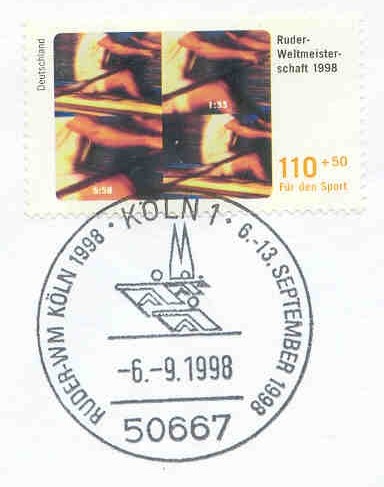 Deutschland
Ruder-
Weltmeister-
schaft 1998
1:55
5:58
110+50
Für den Sport
RUDER-WM KÖLN 1998 · KÖLN 1 · 6.-13. SEPTEMBER 1998
-6.-9.1998
50667